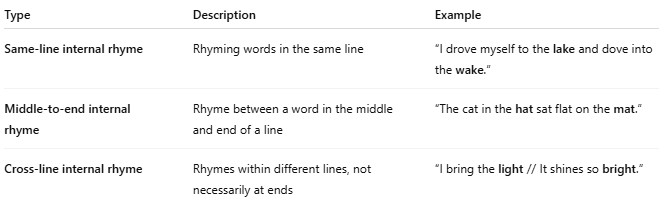 Type Description Example
Same-line internal rhyme Rhyming words in the same line “I drove myself to the lake and dove into
the wake.”
Middle-to-end internal Rhyme between a word in the middle “The cat in the hat sat flat on the mat.”
rhyme and end of a line
Cross-line internal rhyme Rhymes within different lines, not “I bring the light // It shines so bright.”
necessarily at ends